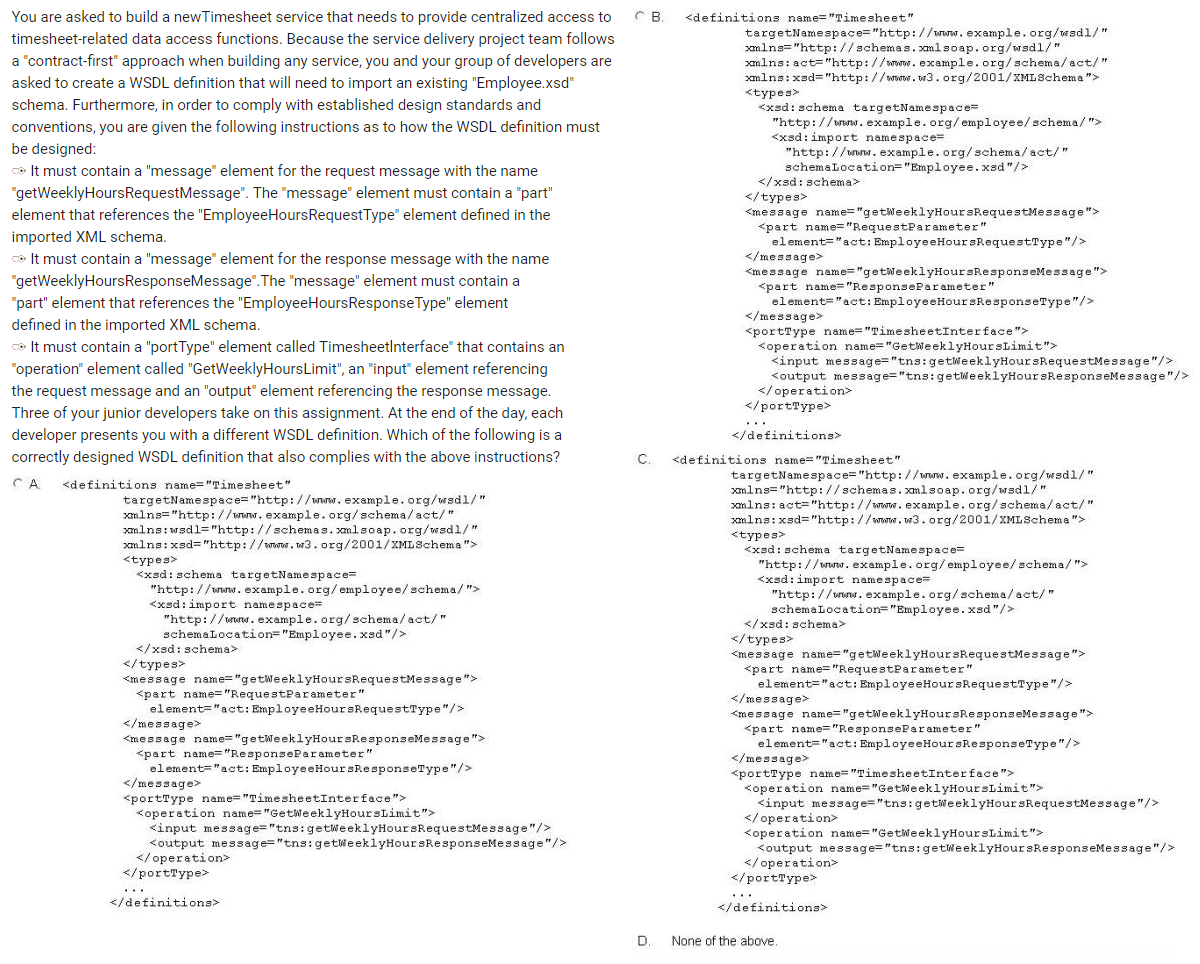 You are asked to build a newTimesheet service that needs to provide centralized access to
timesheet-related data access functions. Because the service delivery project team follows
a "contract-first" approach when building any service, you and your group of developers are
asked to create a WSDL definition that will need to import an existing "Employee.xsd"
schema. Furthermore, in order to comply with established design standards and
conventions, you are given the following instructions as to how the WSDL definition must
be designed:
It must contain a "message" element for the request message with the name
"getWeeklyHoursRequestMessage". The "message" element must contain a "part"
element that references the "EmployeeHoursRequestType" element defined in the
imported XML schema.
It must contain a "message" element for the response message with the name
"getWeeklyHoursResponseMessage".The "message" element must contain a
"part" element that references the "EmployeeHoursResponseType" element
defined in the imported XML schema.
It must contain a "portType" element called TimesheetInterface" that contains an
"operation" element called "GetWeeklyHoursLimit", an "input" element referencing
the request message and an "output" element referencing the response message.
Three of your junior developers take on this assignment. At the end of the day, each
developer presents you with a different WSDL definition. Which of the following is a
correctly designed WSDL definition that also complies with the above instructions?
A. <definitions name="Timesheet"
targetNamespace="http://www.example.org/wsdl/"
xmlns="http://www.example.org/schema/act/"
xmlns:wsdl="http://schemas.xmlsoap.org/wsdl/"
xmlns:xsd="http://www.w3.org/2001/XMLSchema">
<types>
<xsd:schema targetNamespace=
"http://www.example.org/employee/schema/">
<xsd:import namespace=
"http://www.example.org/schema/act/"
schemaLocation="Employee.xsd"/>
</xsd:schema>
</types>
<message name="getWeeklyHoursRequestMessage">
<part name="RequestParameter"
element="act:EmployeeHoursRequestType"/>
</message>
<message name="getWeeklyHoursResponseMessage">
<part name="ResponseParameter"
element="act:EmployeeHoursResponseType"/>
</message>
<portType name="TimesheetInterface">
<operation name="GetWeeklyHoursLimit">
<input message="tns:getWeeklyHoursRequestMessage"/>
<output message="tns:getWeeklyHoursResponseMessage"/>
</operation>
</portType>
...
</definitions>
B. <definitions name="Timesheet"
targetNamespace="http://www.example.org/wsdl/"
xmlns="http://schemas.xmlsoap.org/wsdl/"
xmlns:act="http://www.example.org/schema/act/"
xmlns:xsd="http://www.w3.org/2001/XMLSchema">
<types>
<xsd:schema targetNamespace=
"http://www.example.org/employee/schema/">
<xsd:import namespace=
"http://www.example.org/schema/act/"
schemaLocation="Employee.xsd"/>
</xsd:schema>
</types>
<message name="getWeeklyHoursRequestMessage">
<part name="RequestParameter"
element="act:EmployeeHoursRequestType"/>
</message>
<message name="getWeeklyHoursResponseMessage">
<part name="ResponseParameter"
element="act:EmployeeHoursResponseType"/>
</message>
<portType name="TimesheetInterface">
<operation name="GetWeeklyHoursLimit">
<input message="tns:getWeeklyHoursRequestMessage"/>
<output message="tns:getWeeklyHoursResponseMessage"/>
</operation>
</portType>
...
</definitions>
C. <definitions name="Timesheet"
targetNamespace="http://www.example.org/wsdl/"
xmlns="http://schemas.xmlsoap.org/wsdl/"
xmlns:act="http://www.example.org/schema/act/"
xmlns:xsd="http://www.w3.org/2001/XMLSchema">
<types>
<xsd:schema targetNamespace=
"http://www.example.org/employee/schema/">
<xsd:import namespace=
"http://www.example.org/schema/act/"
schemaLocation="Employee.xsd"/>
</xsd:schema>
</types>
<message name="getWeeklyHoursRequestMessage">
<part name="RequestParameter"
element="act:EmployeeHoursRequestType"/>
</message>
<message name="getWeeklyHoursResponseMessage">
<part name="ResponseParameter"
element="act:EmployeeHoursResponseType"/>
</message>
<portType name="TimesheetInterface">
<operation name="GetWeeklyHoursLimit">
<input message="tns:getWeeklyHoursRequestMessage"/>
</operation>
<operation name="GetWeeklyHoursLimit">
<output message="tns:getWeeklyHoursResponseMessage"/>
</operation>
</portType>
...
</definitions>
D. None of the above.